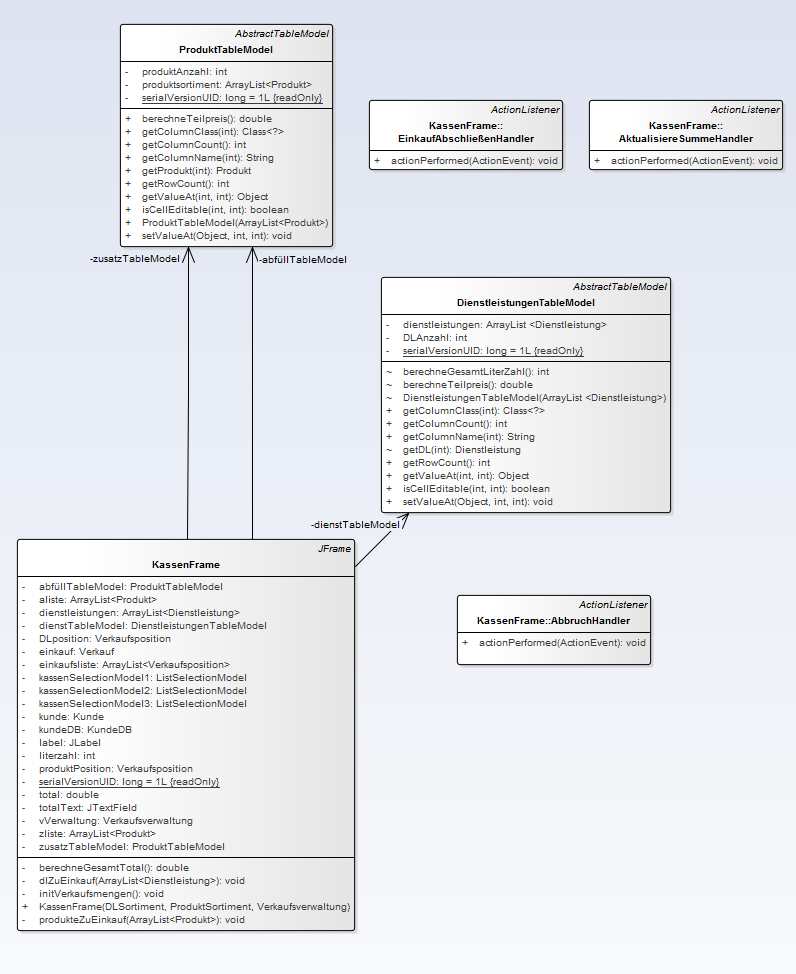 AbstractTableModel
ProduktTableModel
- produktAnzahl: int
- produktsortiment: ArrayList<Produkt>
- serialVersionUID: long = 1L {readOnly}
+ berechneTeilpreis(): double
+ getColumnClass(int): Class<?>
+ getColumnCount(): int
+ getColumnName(int): String
+ getProdukt(int): Produkt
+ getRowCount(): int
+ getValueAt(int, int): Object
+ isCellEditable(int, int): boolean
+ ProduktTableModel(ArrayList<Produkt>)
+ setValueAt(Object, int, int): void
ActionListener
KassenFrame::
EinkaufAbschließenHandler
+ actionPerformed(ActionEvent): void
ActionListener
KassenFrame::
AktualisiereSummeHandler
+ actionPerformed(ActionEvent): void
-zusatzTableModel
-abfüllTableModel
AbstractTableModel
DienstleistungenTableModel
- dienstleistungen: ArrayList <Dienstleistung>
- DLAnzahl: int
- serialVersionUID: long = 1L {readOnly}
~ berechneGesamtLiterZahl(): int
~ berechneTeilpreis(): double
~ DienstleistungenTableModel(ArrayList <Dienstleistung>)
+ getColumnClass(int): Class<?>
+ getColumnCount(): int
+ getColumnName(int): String
~ getDL(int): Dienstleistung
+ getRowCount(): int
+ getValueAt(int, int): Object
+ isCellEditable(int, int): boolean
+ setValueAt(Object, int, int): void
-dienstTableModel
JFrame
KassenFrame
- abfüllTableModel: ProduktTableModel
- aliste: ArrayList<Produkt>
- dienstleistungen: ArrayList<Dienstleistung>
- dienstTableModel: DienstleistungenTableModel
- DLposition: Verkaufsposition
- einkauf: Verkauf
- einkaufsliste: ArrayList<Verkaufsposition>
- kassenSelectionModel1: ListSelectionModel
- kassenSelectionModel2: ListSelectionModel
- kassenSelectionModel3: ListSelectionModel
- kunde: Kunde
- kundeDB: KundeDB
- label: JLabel
- literzahl: int
- produktPosition: Verkaufsposition
- serialVersionUID: long = 1L {readOnly}
- total: double
- totalText: JTextField
- vVerwaltung: Verkaufsverwaltung
- zliste: ArrayList<Produkt>
- zusatzTableModel: ProduktTableModel
- berechneGesamtTotal(): double
- dlZuEinkauf(ArrayList<Dienstleistung>): void
- initVerkaufsmengen(): void
+ KassenFrame(DLSortiment, ProduktSortiment, Verkaufsverwaltung)
- produkteZuEinkauf(ArrayList<Produkt>): void
ActionListener
KassenFrame::AbbruchHandler
+ actionPerformed(ActionEvent): void